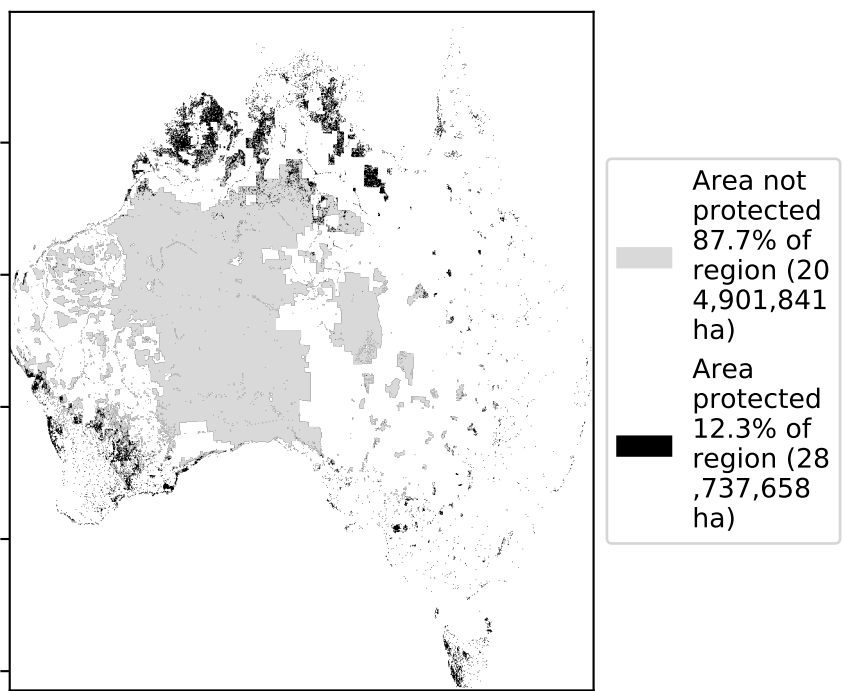 Area not
protected
87.7% of
region (20
4,901,841
ha)
Area
protected
12.3% of
region (28
,737,658
ha)